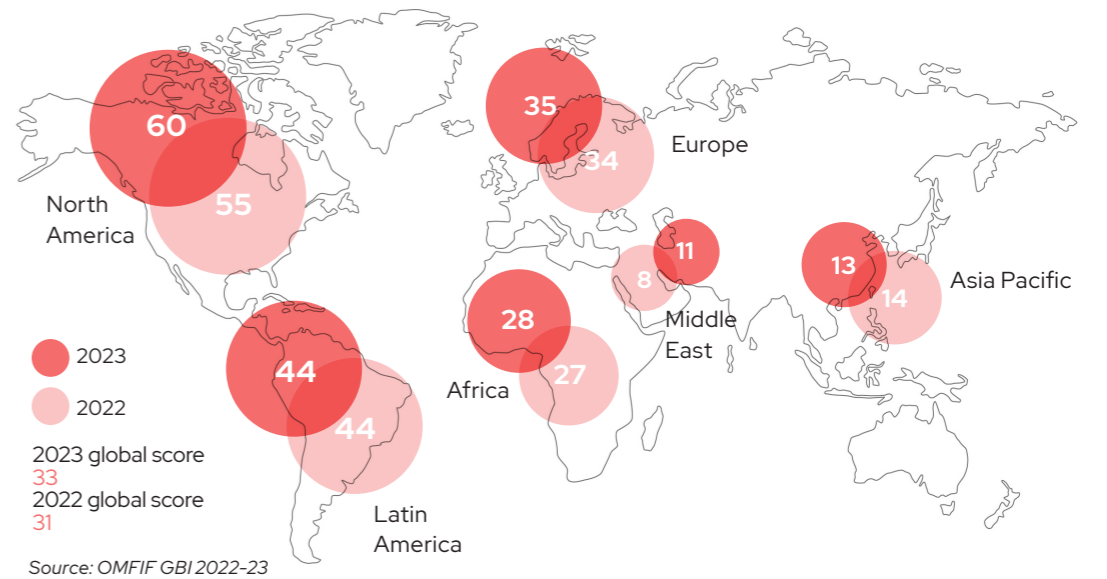 60
55
North
America
35
34
Europe
11
8
Middle
East
13
14
Asia Pacific
28
27
Africa
44
44
Latin
America
2023
2022
2023 global score
33
2022 global score
31
Source: OMFIF GBI 2022-23